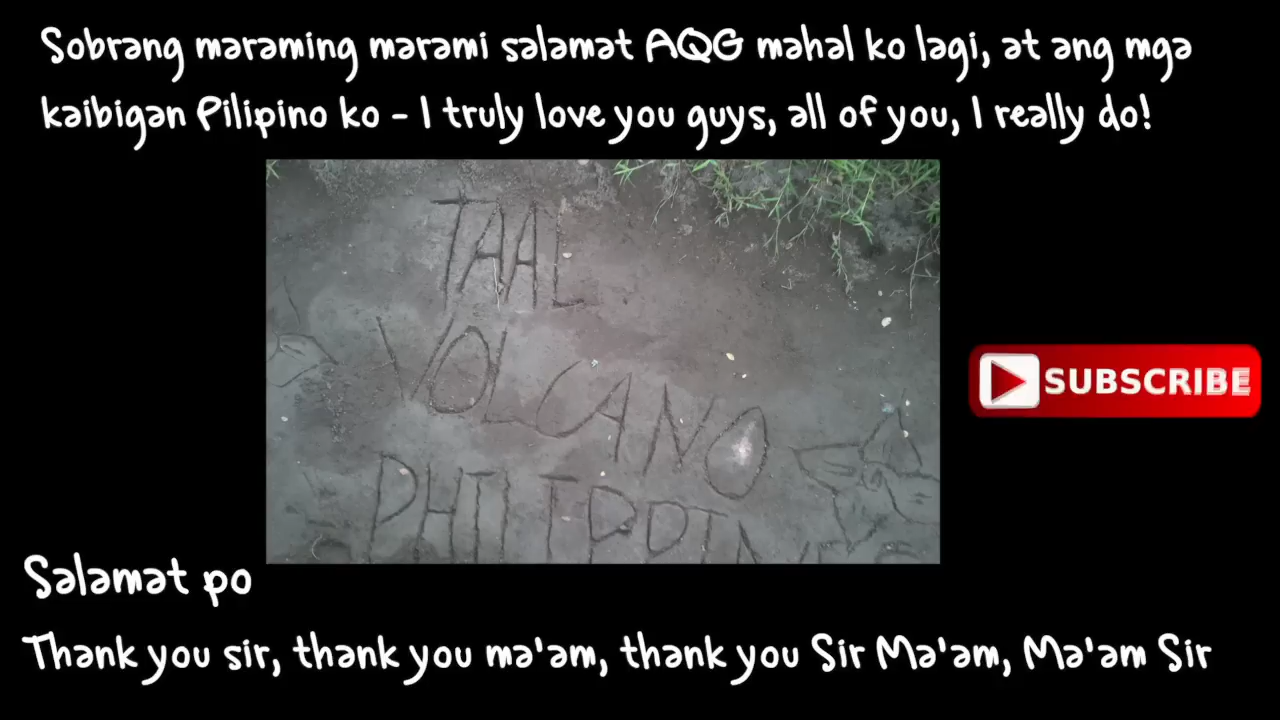 Sobrang maraming marami salamat AQG mahal ko lagi, at ang mga
kaibigan Pilipino ko - I truly love you guys, all of you, I really do!
TAAL
VOLCANO
PHILIPPINES
SUBSCRIBE
Salamat po
Thank you sir, thank you ma'am, thank you Sir Ma'am, Ma'am Sir